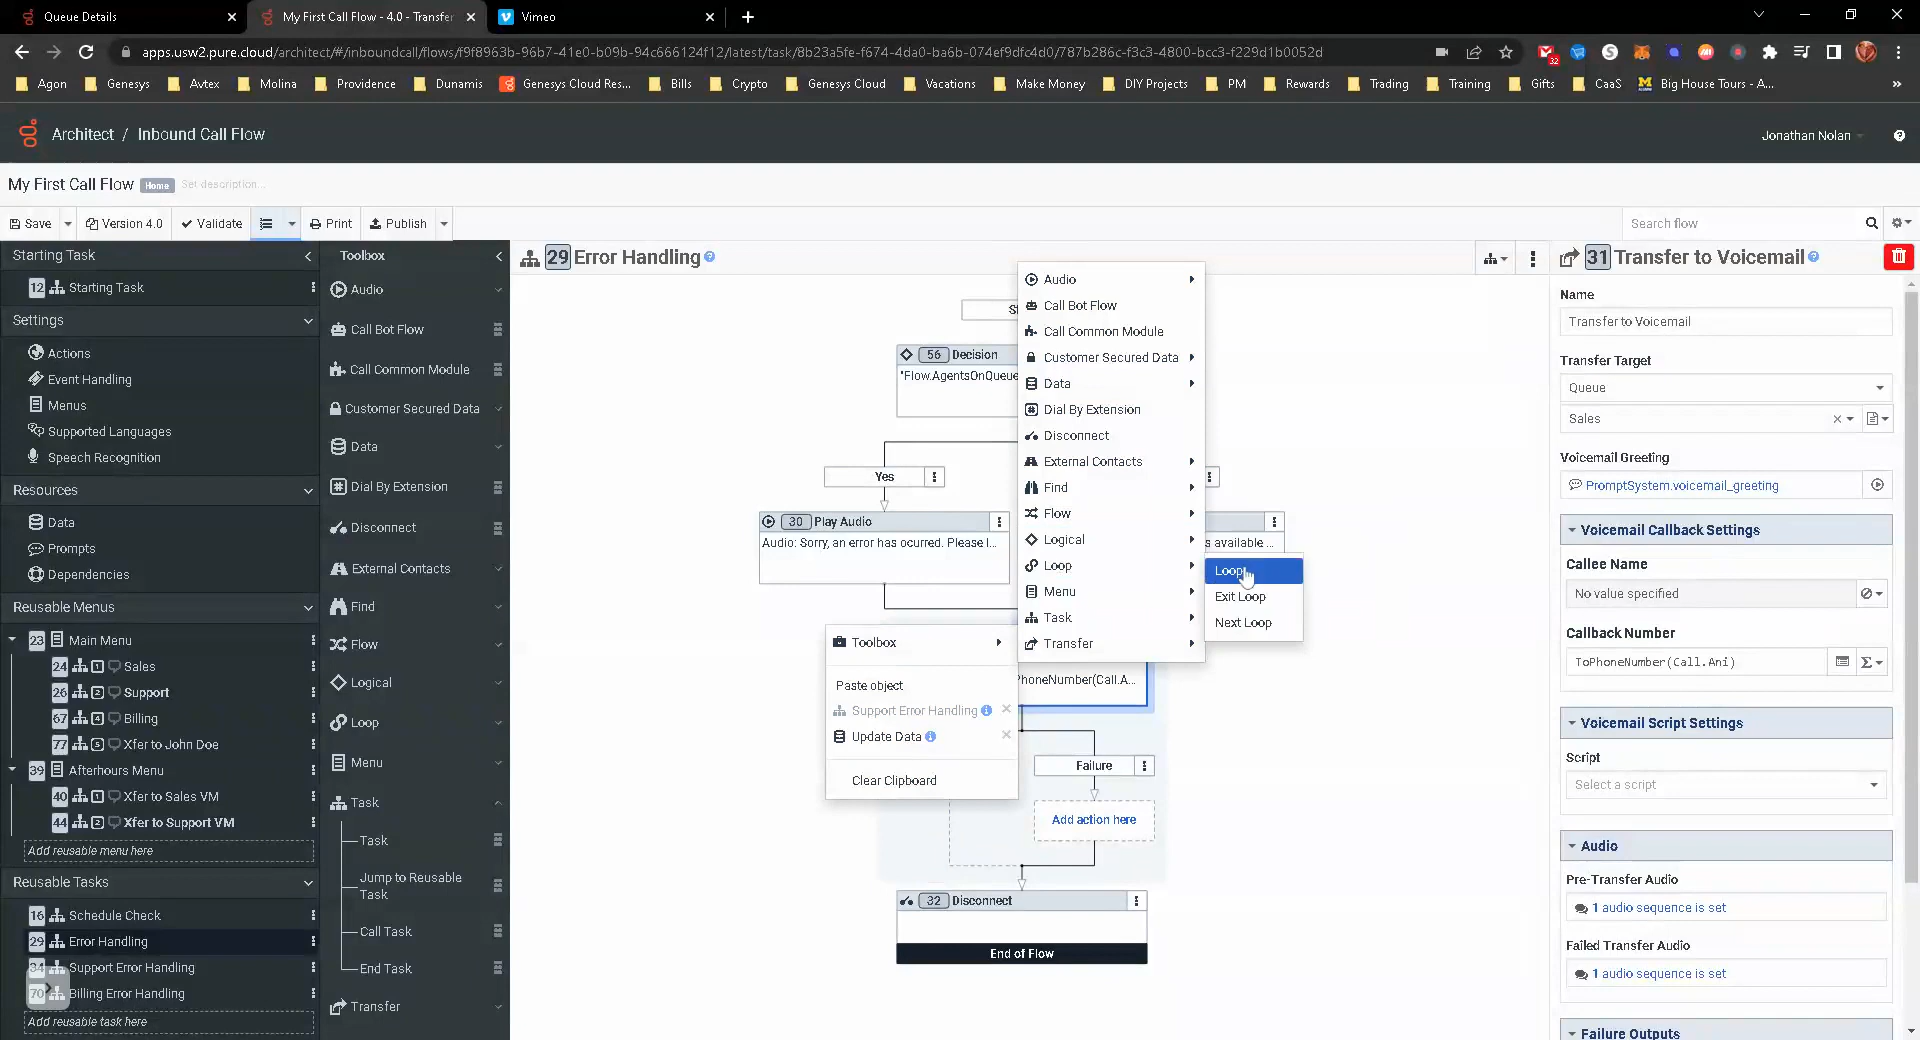 Queue Details
My First Call Flow - 4.0 - Transfer
Vimeo
apps.usw2.pure.cloud/architect/#/inboundcall/flows/f9f8963b-96b7-41e0-b09b-94c666124f12/latest/task/8b23a5fe-f674-4da0-ba6b-074ef9dfc4d0/787b286c-f3c3-4800-bcc3-f229d1b0052d
32
Agon
Genesys
Avtex
Molina
Providence
Dunamis
Genesys Cloud Res...
Bills
Crypto
Genesys Cloud
Vacations
Make Money
DIY Projects
PM
Rewards
Trading
Training
Gifts
CaaS
Big House Tours - A...
»
Architect / Inbound Call Flow
Jonathan Nolan
My First Call Flow Home Set description...
Save
Version 4.0
Validate
Print
Publish
Search flow
Starting Task
12 Starting Task
Settings
Actions
Event Handling
Menus
Supported Languages
Speech Recognition
Resources
Data
Prompts
Dependencies
Reusable Menus
23 Main Menu
24 1 Sales
26 2 Support
67 4 Billing
77 5 Xfer to John Doe
39 Afterhours Menu
40 1 Xfer to Sales VM
44 2 Xfer to Support VM
Add reusable menu here
Reusable Tasks
16 Schedule Check
29 Error Handling
34 Support Error Handling
70 Billing Error Handling
Add reusable task here
Toolbox
Audio
Call Bot Flow
Call Common Module
Customer Secured Data
Data
Dial By Extension
Disconnect
External Contacts
Find
Flow
Logical
Loop
Menu
Task
Task
Jump to Reusable
Task
Call Task
End Task
Transfer
29 Error Handling
56 Decision
"Flow.AgentsOnQueue
Yes
30 Play Audio
Audio: Sorry, an error has ocurred. Please l...
s available ...
Toolbox
Paste object
Support Error Handling
Update Data
Clear Clipboard
Audio
Call Bot Flow
Call Common Module
Customer Secured Data
Data
Dial By Extension
Disconnect
External Contacts
Find
Flow
Logical
Loop
Menu
Task
Transfer
Loop
Exit Loop
Next Loop
PhoneNumber(Call.A...
Failure
Add action here
32 Disconnect
End of Flow
31 Transfer to Voicemail
Name
Transfer to Voicemail
Transfer Target
Queue
Sales
Voicemail Greeting
PromptSystem.voicemail_greeting
Voicemail Callback Settings
Callee Name
No value specified
Callback Number
ToPhoneNumber(Call.Ani)
Voicemail Script Settings
Script
Select a script
Audio
Pre-Transfer Audio
1 audio sequence is set
Failed Transfer Audio
1 audio sequence is set
Failure Outputs